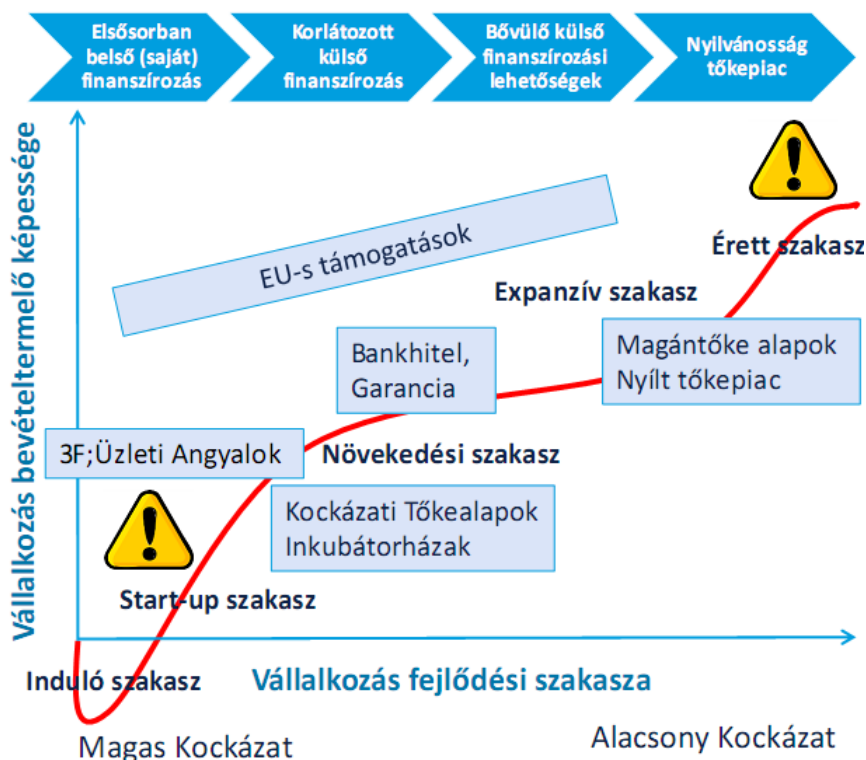 Elsősorban
belső (saját)
finanszírozás
Korlátozott
külső
finanszírozás
Bővülő külső
finanszírozási
lehetőségek
Nyilvánosság
tőkepiac
Vállalkozás bevételtermelő képessége
EU-s támogatások
Érett szakasz
Expanzív szakasz
Bankhitel,
Garancia
Magántőke alapok
Nyílt tőkepiac
3F;Üzleti Angyalok
Növekedési szakasz
Kockázati Tőkealapok
Inkubátorházak
Start-up szakasz
Induló szakasz
Vállalkozás fejlődési szakasza
Magas Kockázat
Alacsony Kockázat